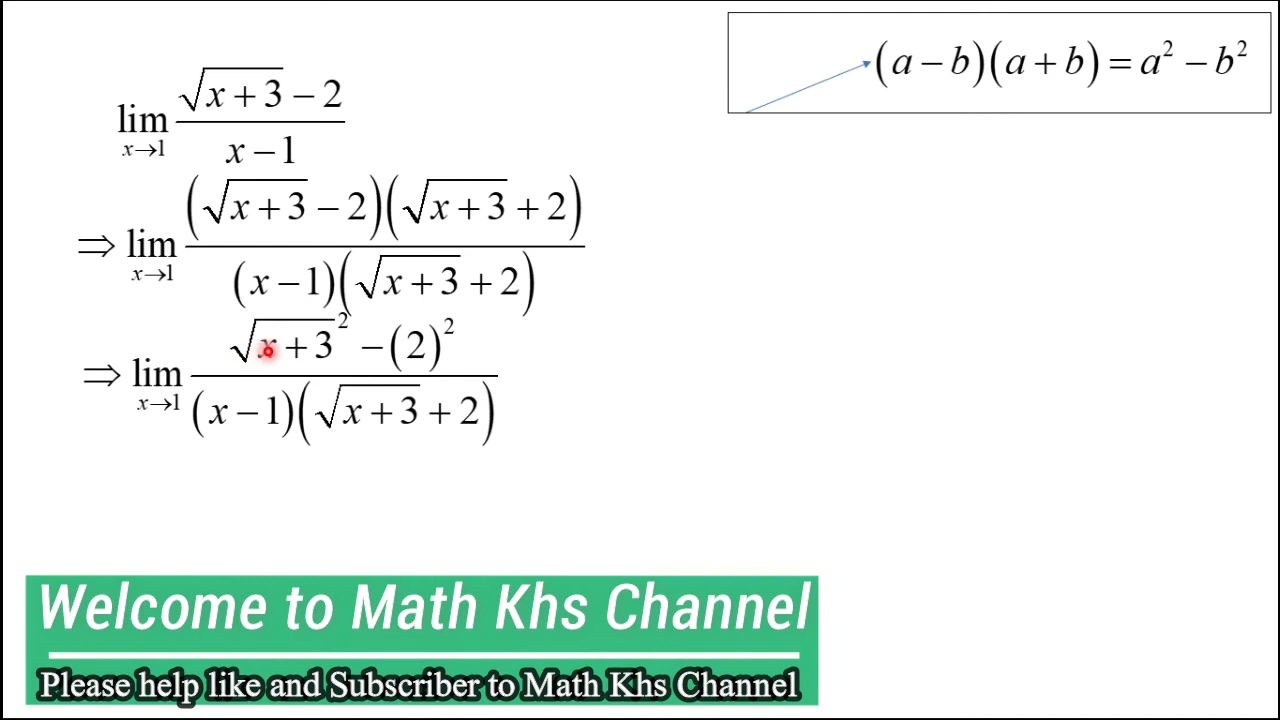 (a − b)(a + b) = a² − b²
lim x→1 (√(x + 3) − 2) / (x − 1)
⇒ lim x→1 ((√(x + 3) − 2)(√(x + 3) + 2)) / ((x − 1)(√(x + 3) + 2))
⇒ lim x→1 (√(x + 3)² − (2)²) / ((x − 1)(√(x + 3) + 2))
Welcome to Math Khs Channel
Please help like and Subscriber to Math Khs Channel